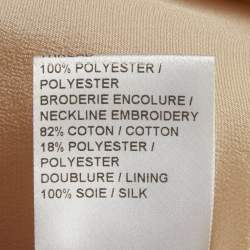 100% POLYESTER /
POLYESTER
BRODERIE ENCOLURE /
NECKLINE EMBROIDERY
82% COTON / COTTON
18% POLYESTER /
POLYESTER
DOUBLURE / LINING
100% SOIE / SILK